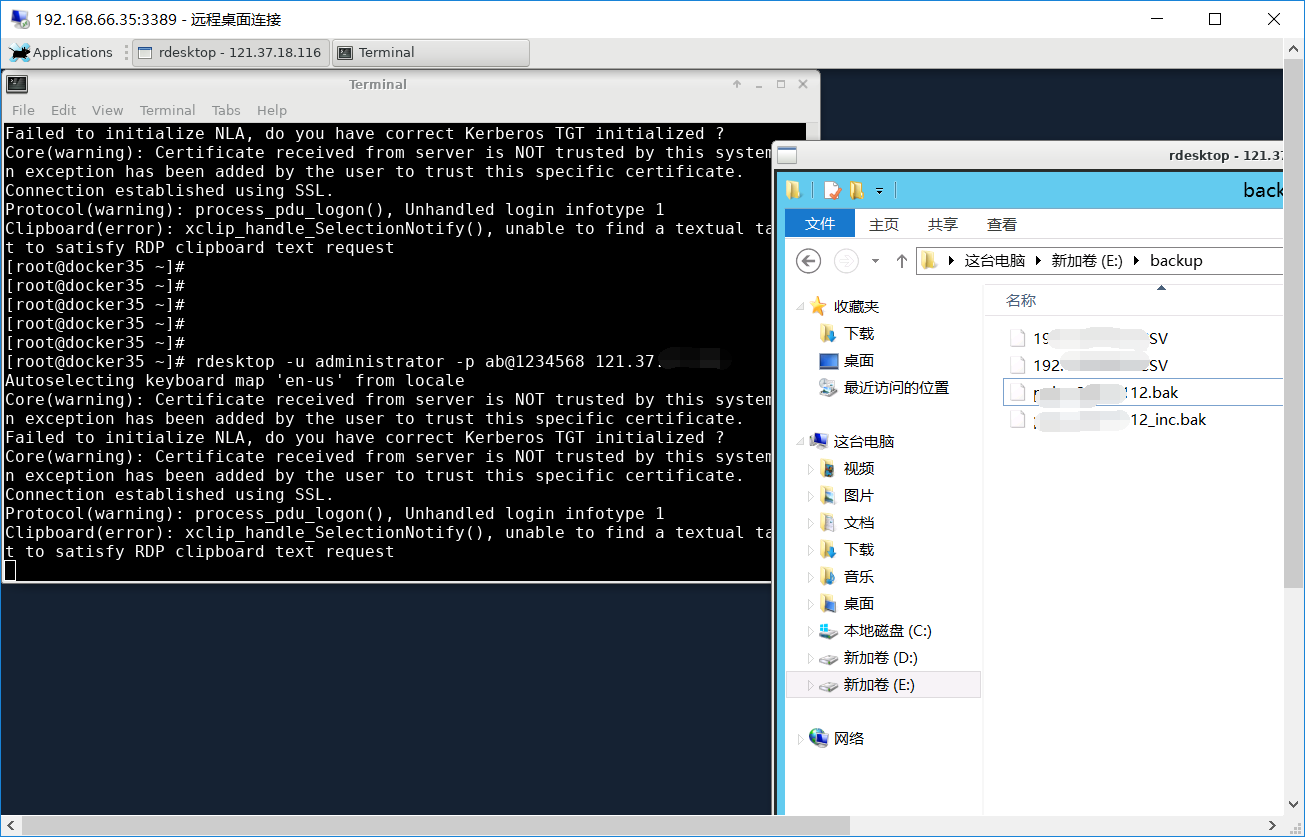 192.168.66.35:3389 - 远程桌面连接
Applications
rdesktop - 121.37.18.116
Terminal
Terminal
File Edit View Terminal Tabs Help
Failed to initialize NLA, do you have correct Kerberos TGT initialized ?
Core(warning): Certificate received from server is NOT trusted by this system
n exception has been added by the user to trust this specific certificate.
Connection established using SSL.
Protocol(warning): process_pdu_logon(), Unhandled login infotype 1
Clipboard(error): xclip_handle_SelectionNotify(), unable to find a textual ta
t to satisfy RDP clipboard text request
[root@docker35 ~]#
[root@docker35 ~]#
[root@docker35 ~]#
[root@docker35 ~]#
[root@docker35 ~]#
[root@docker35 ~]# rdesktop -u administrator -p ab@1234568 121.37.
Autoselecting keyboard map 'en-us' from locale
Core(warning): Certificate received from server is NOT trusted by this system
n exception has been added by the user to trust this specific certificate.
Failed to initialize NLA, do you have correct Kerberos TGT initialized ?
Core(warning): Certificate received from server is NOT trusted by this system
n exception has been added by the user to trust this specific certificate.
Connection established using SSL.
Protocol(warning): process_pdu_logon(), Unhandled login infotype 1
Clipboard(error): xclip_handle_SelectionNotify(), unable to find a textual ta
t to satisfy RDP clipboard text request
rdesktop - 121.37
back
文件 主页 共享 查看
这台电脑 新加卷 (E:) backup
名称
收藏夹
下载
桌面
最近访问的位置
这台电脑
视频
图片
文档
下载
音乐
桌面
本地磁盘 (C:)
新加卷 (D:)
新加卷 (E:)
网络
19 SV
192. SV
112.bak
12_inc.bak